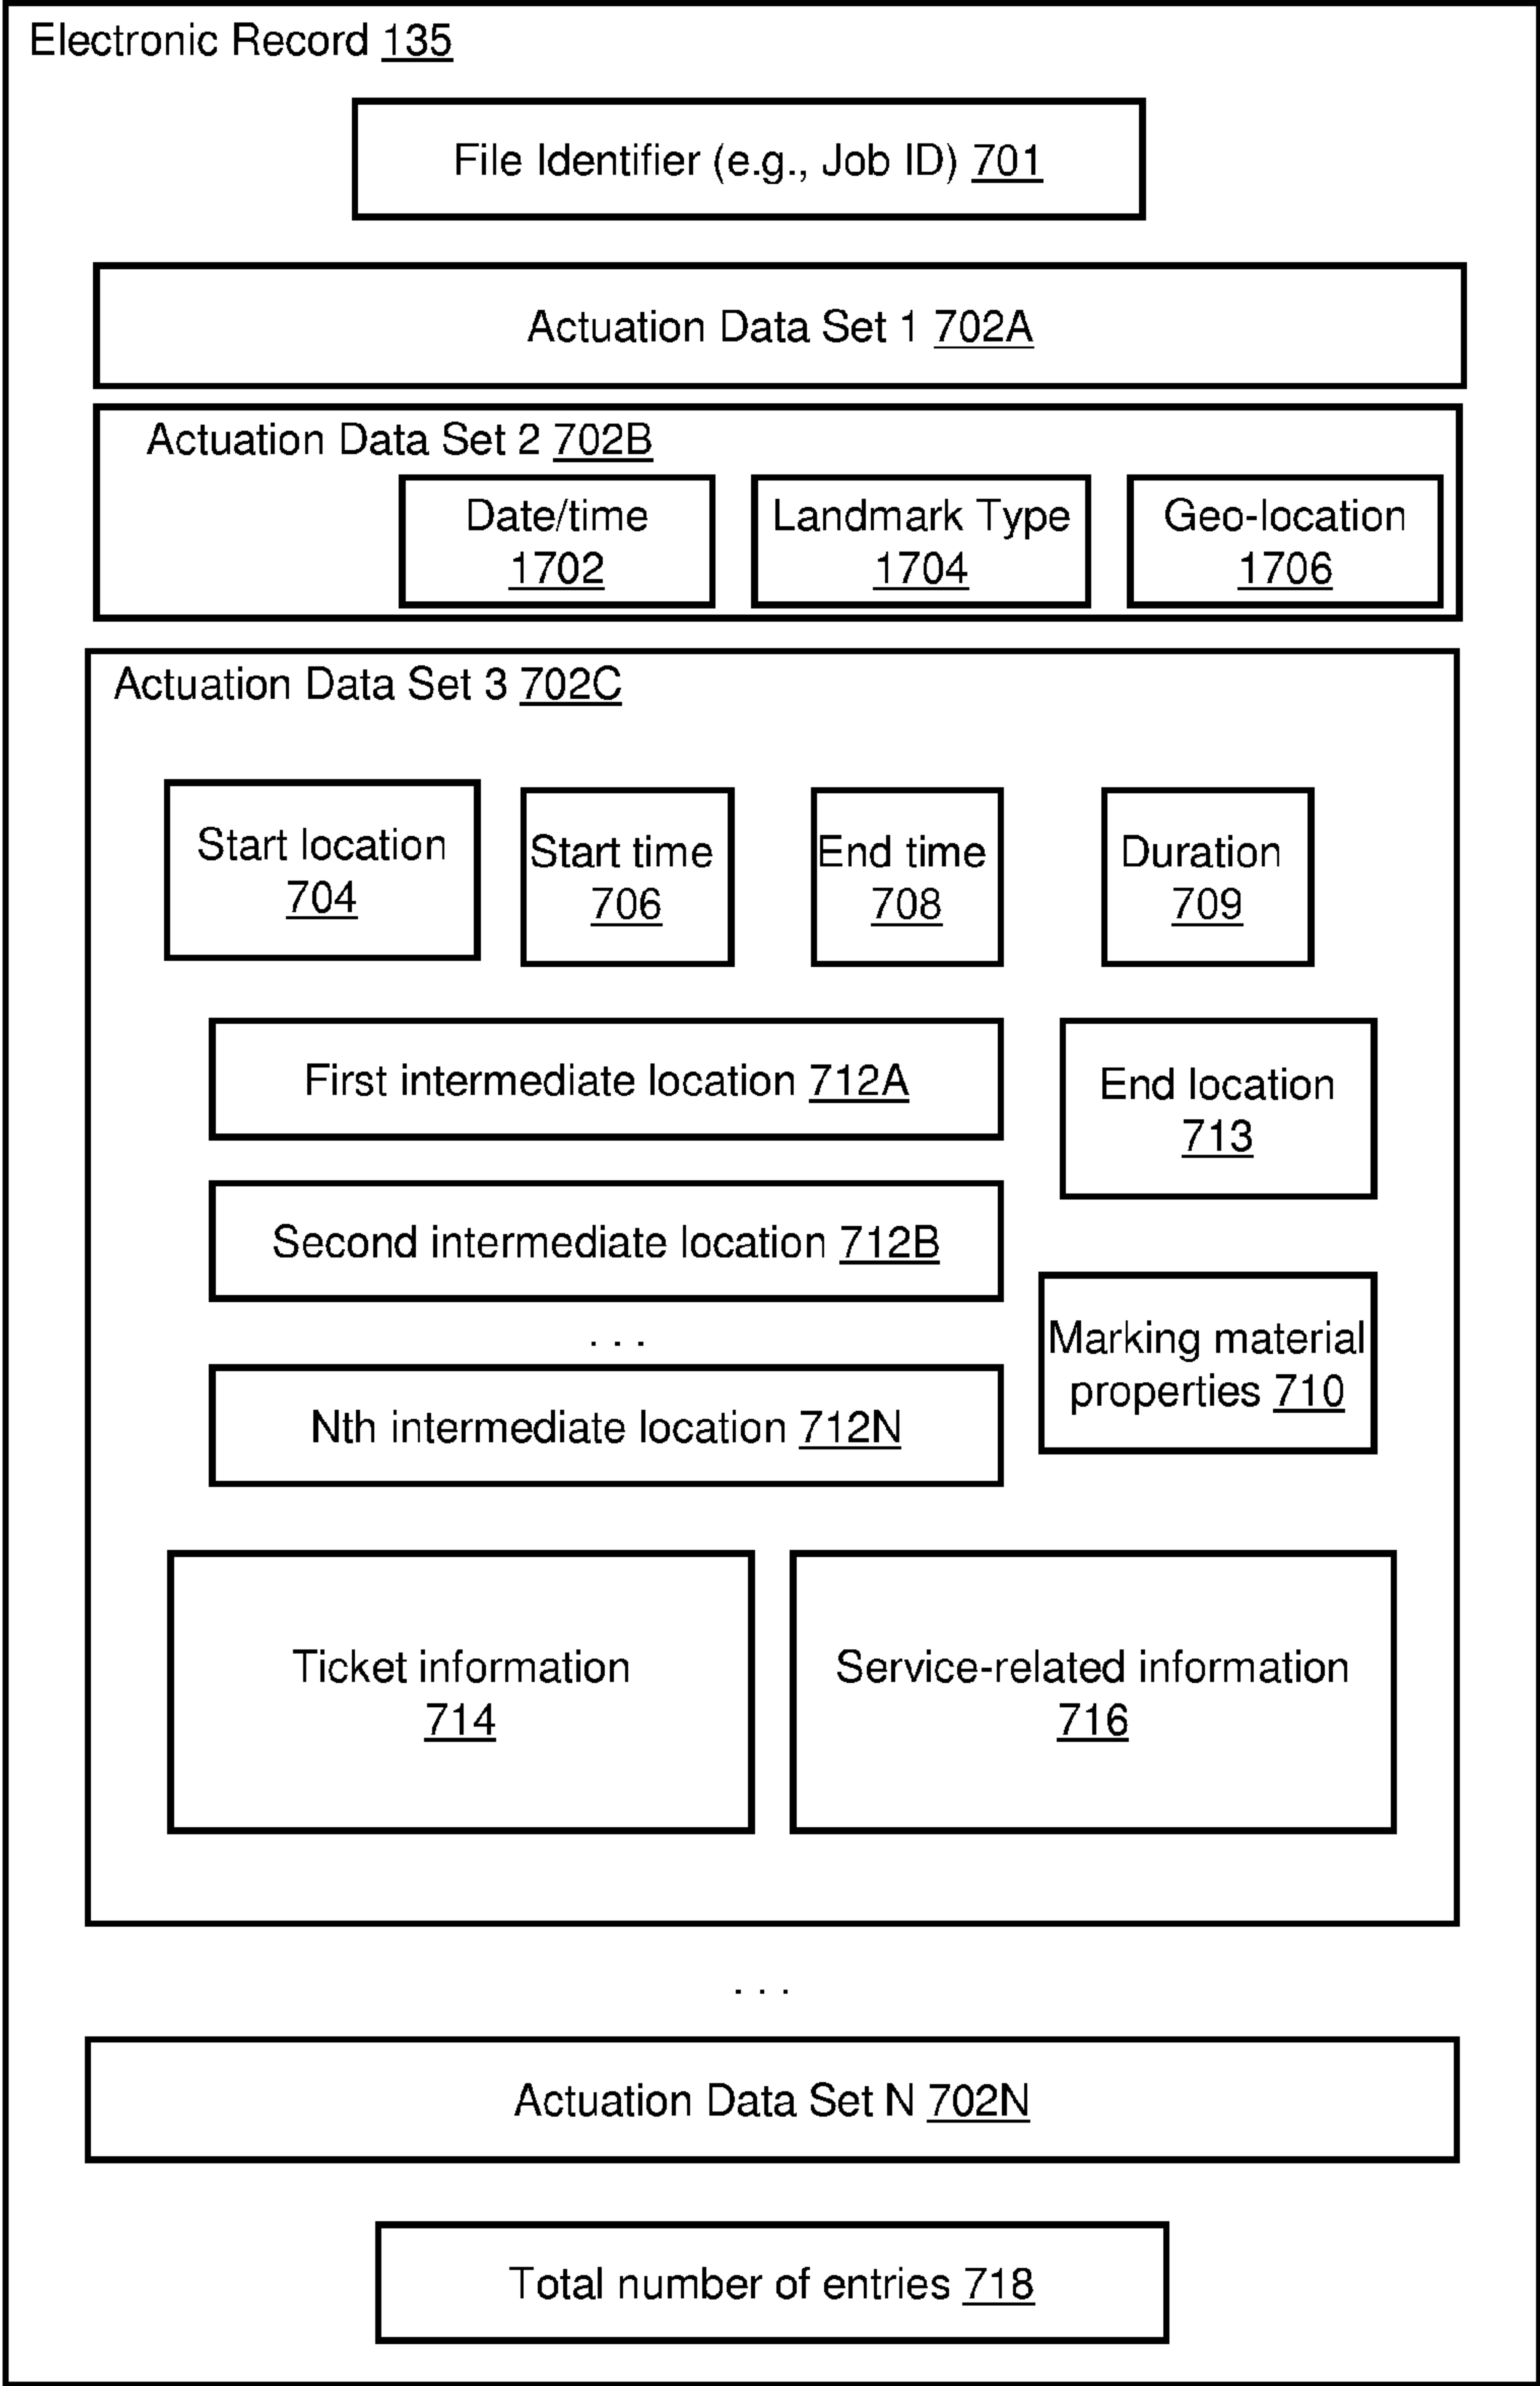 Electronic Record 135
File Identifier (e.g., Job ID) 701
Actuation Data Set 1 702A
Actuation Data Set 2 702B
Date/time
1702
Landmark Type
1704
Geo-location
1706
Actuation Data Set 3 702C
Start location
704
Start time
706
End time
708
Duration
709
First intermediate location 712A
End location
713
Second intermediate location 712B
. . .
Marking material
properties 710
Nth intermediate location 712N
Ticket information
714
Service-related information
716
. . .
Actuation Data Set N 702N
Total number of entries 718